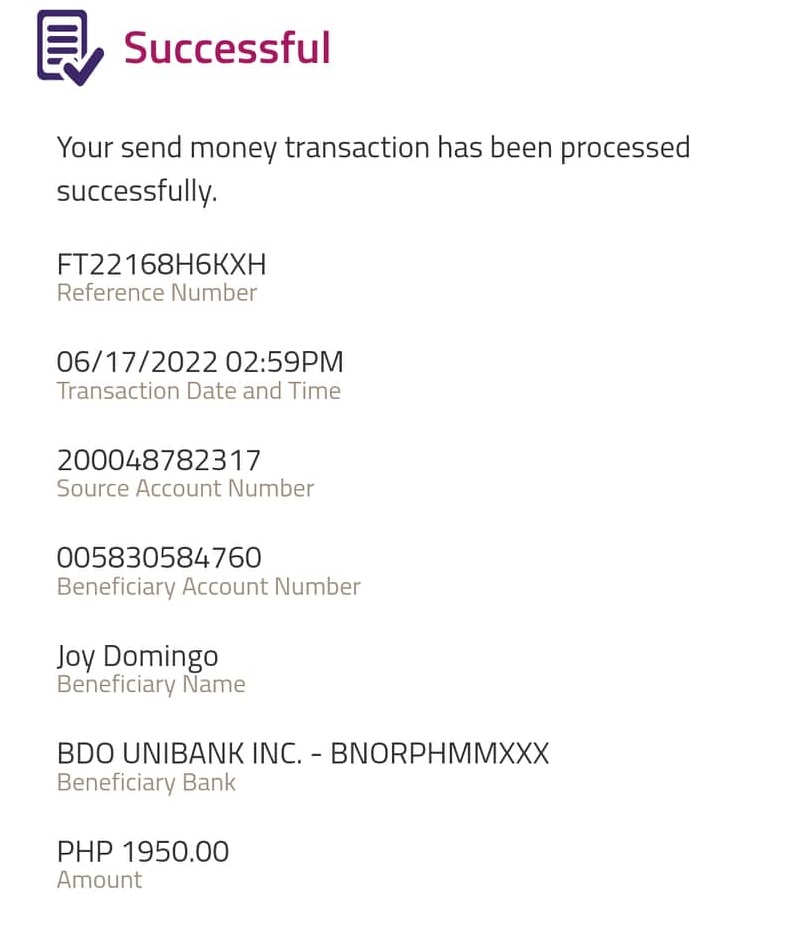 Successful
Your send money transaction has been processed
successfully.
FT22168H6KXH
Reference Number
06/17/2022 02:59PM
Transaction Date and Time
200048782317
Source Account Number
005830584760
Beneficiary Account Number
Joy Domingo
Beneficiary Name
BDO UNIBANK INC. - BNORPHMMXXX
Beneficiary Bank
PHP 1950.00
Amount